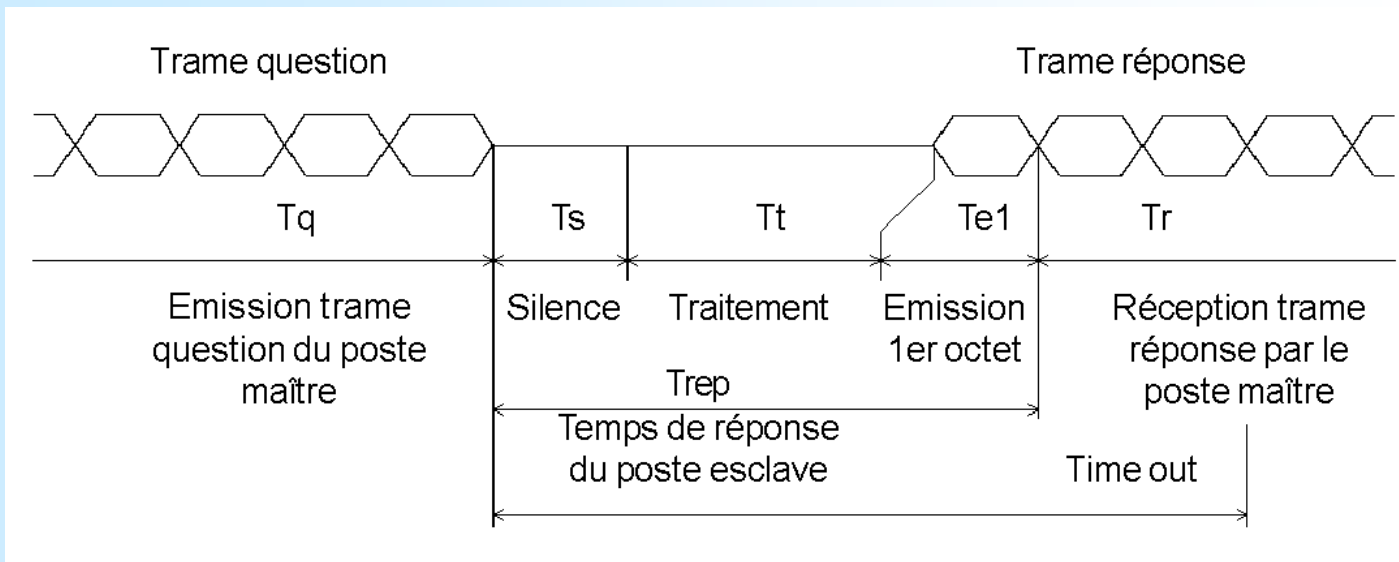 Trame question
Trame réponse
Tq
Ts
Tt
Te1
Tr
Emission trame
question du poste
maître
Silence
Traitement
Emission
1er octet
Réception trame
réponse par le
poste maître
Trep
Temps de réponse
du poste esclave
Time out